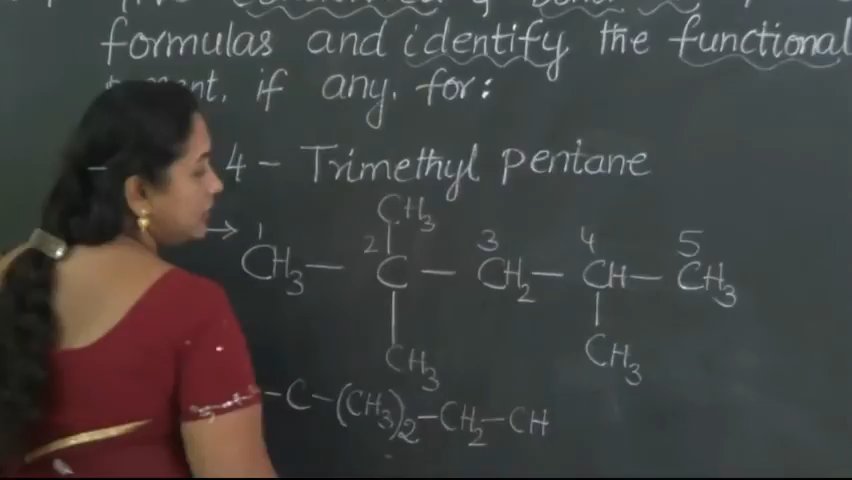 formulas and identify the functional
if any. for:
4 - Trimethyl pentane
→ 1 CH3 2 3 4 5
CH3
CH3 — C — CH2 — CH — CH3
CH3 CH3
- C - (CH3)2 - CH2 - CH